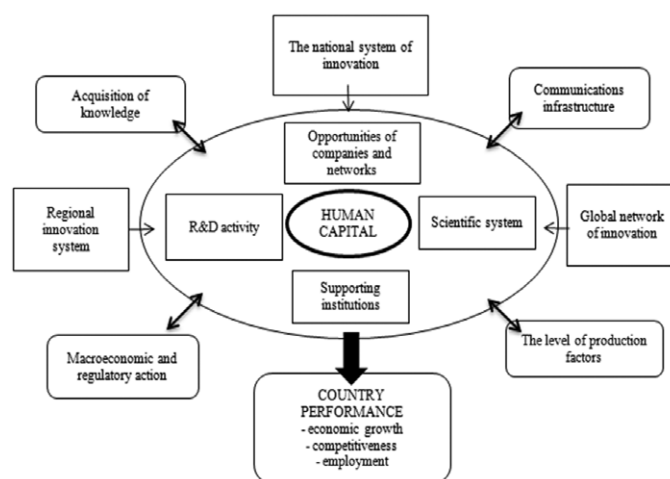 The national system of
innovation
Acquisition of
knowledge
Communications
infrastructure
Opportunities of
companies and
networks
Regional
innovation
system
R&D activity
HUMAN
CAPITAL
Scientific system
Global network
of innovation
Supporting
institutions
Macroeconomic and
regulatory action
The level of production
factors
COUNTRY
PERFORMANCE
- economic growth
- competitiveness
- employment